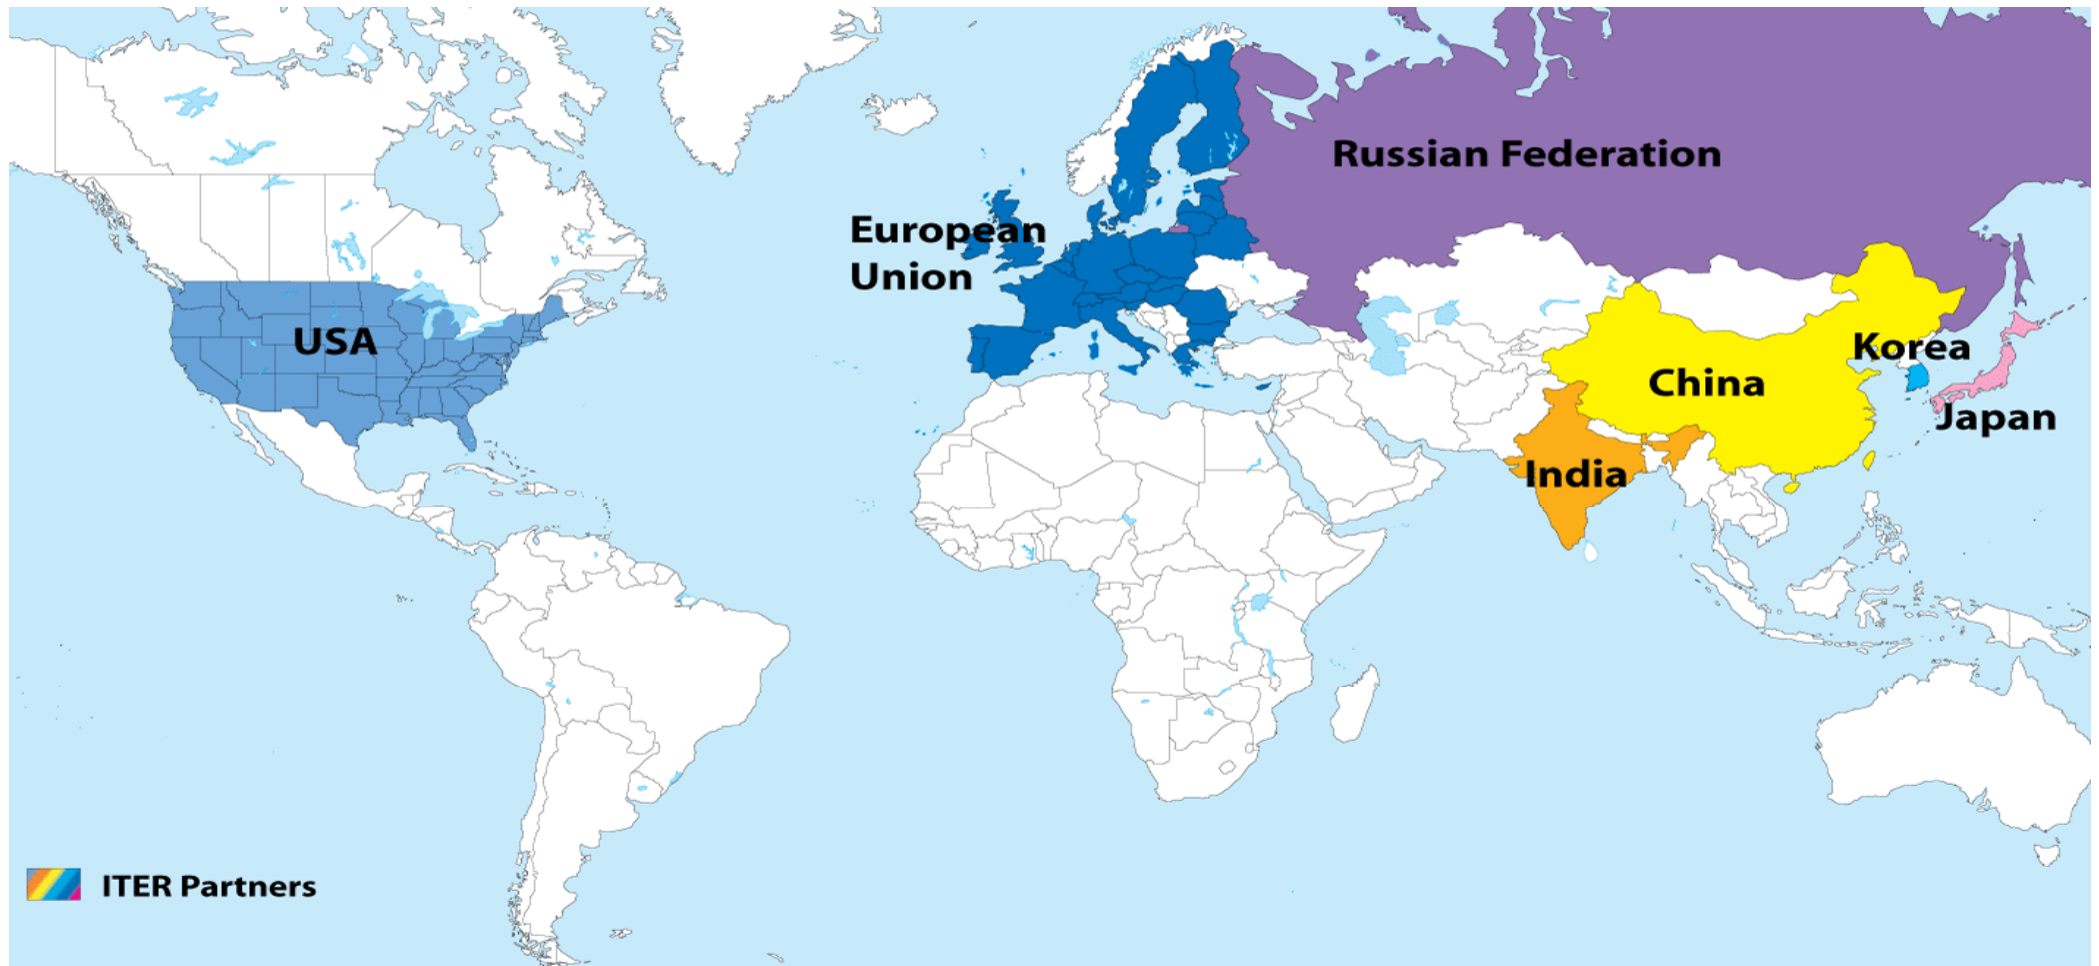 Russian Federation
European
Union
USA
Korea
China
Japan
India
ITER Partners